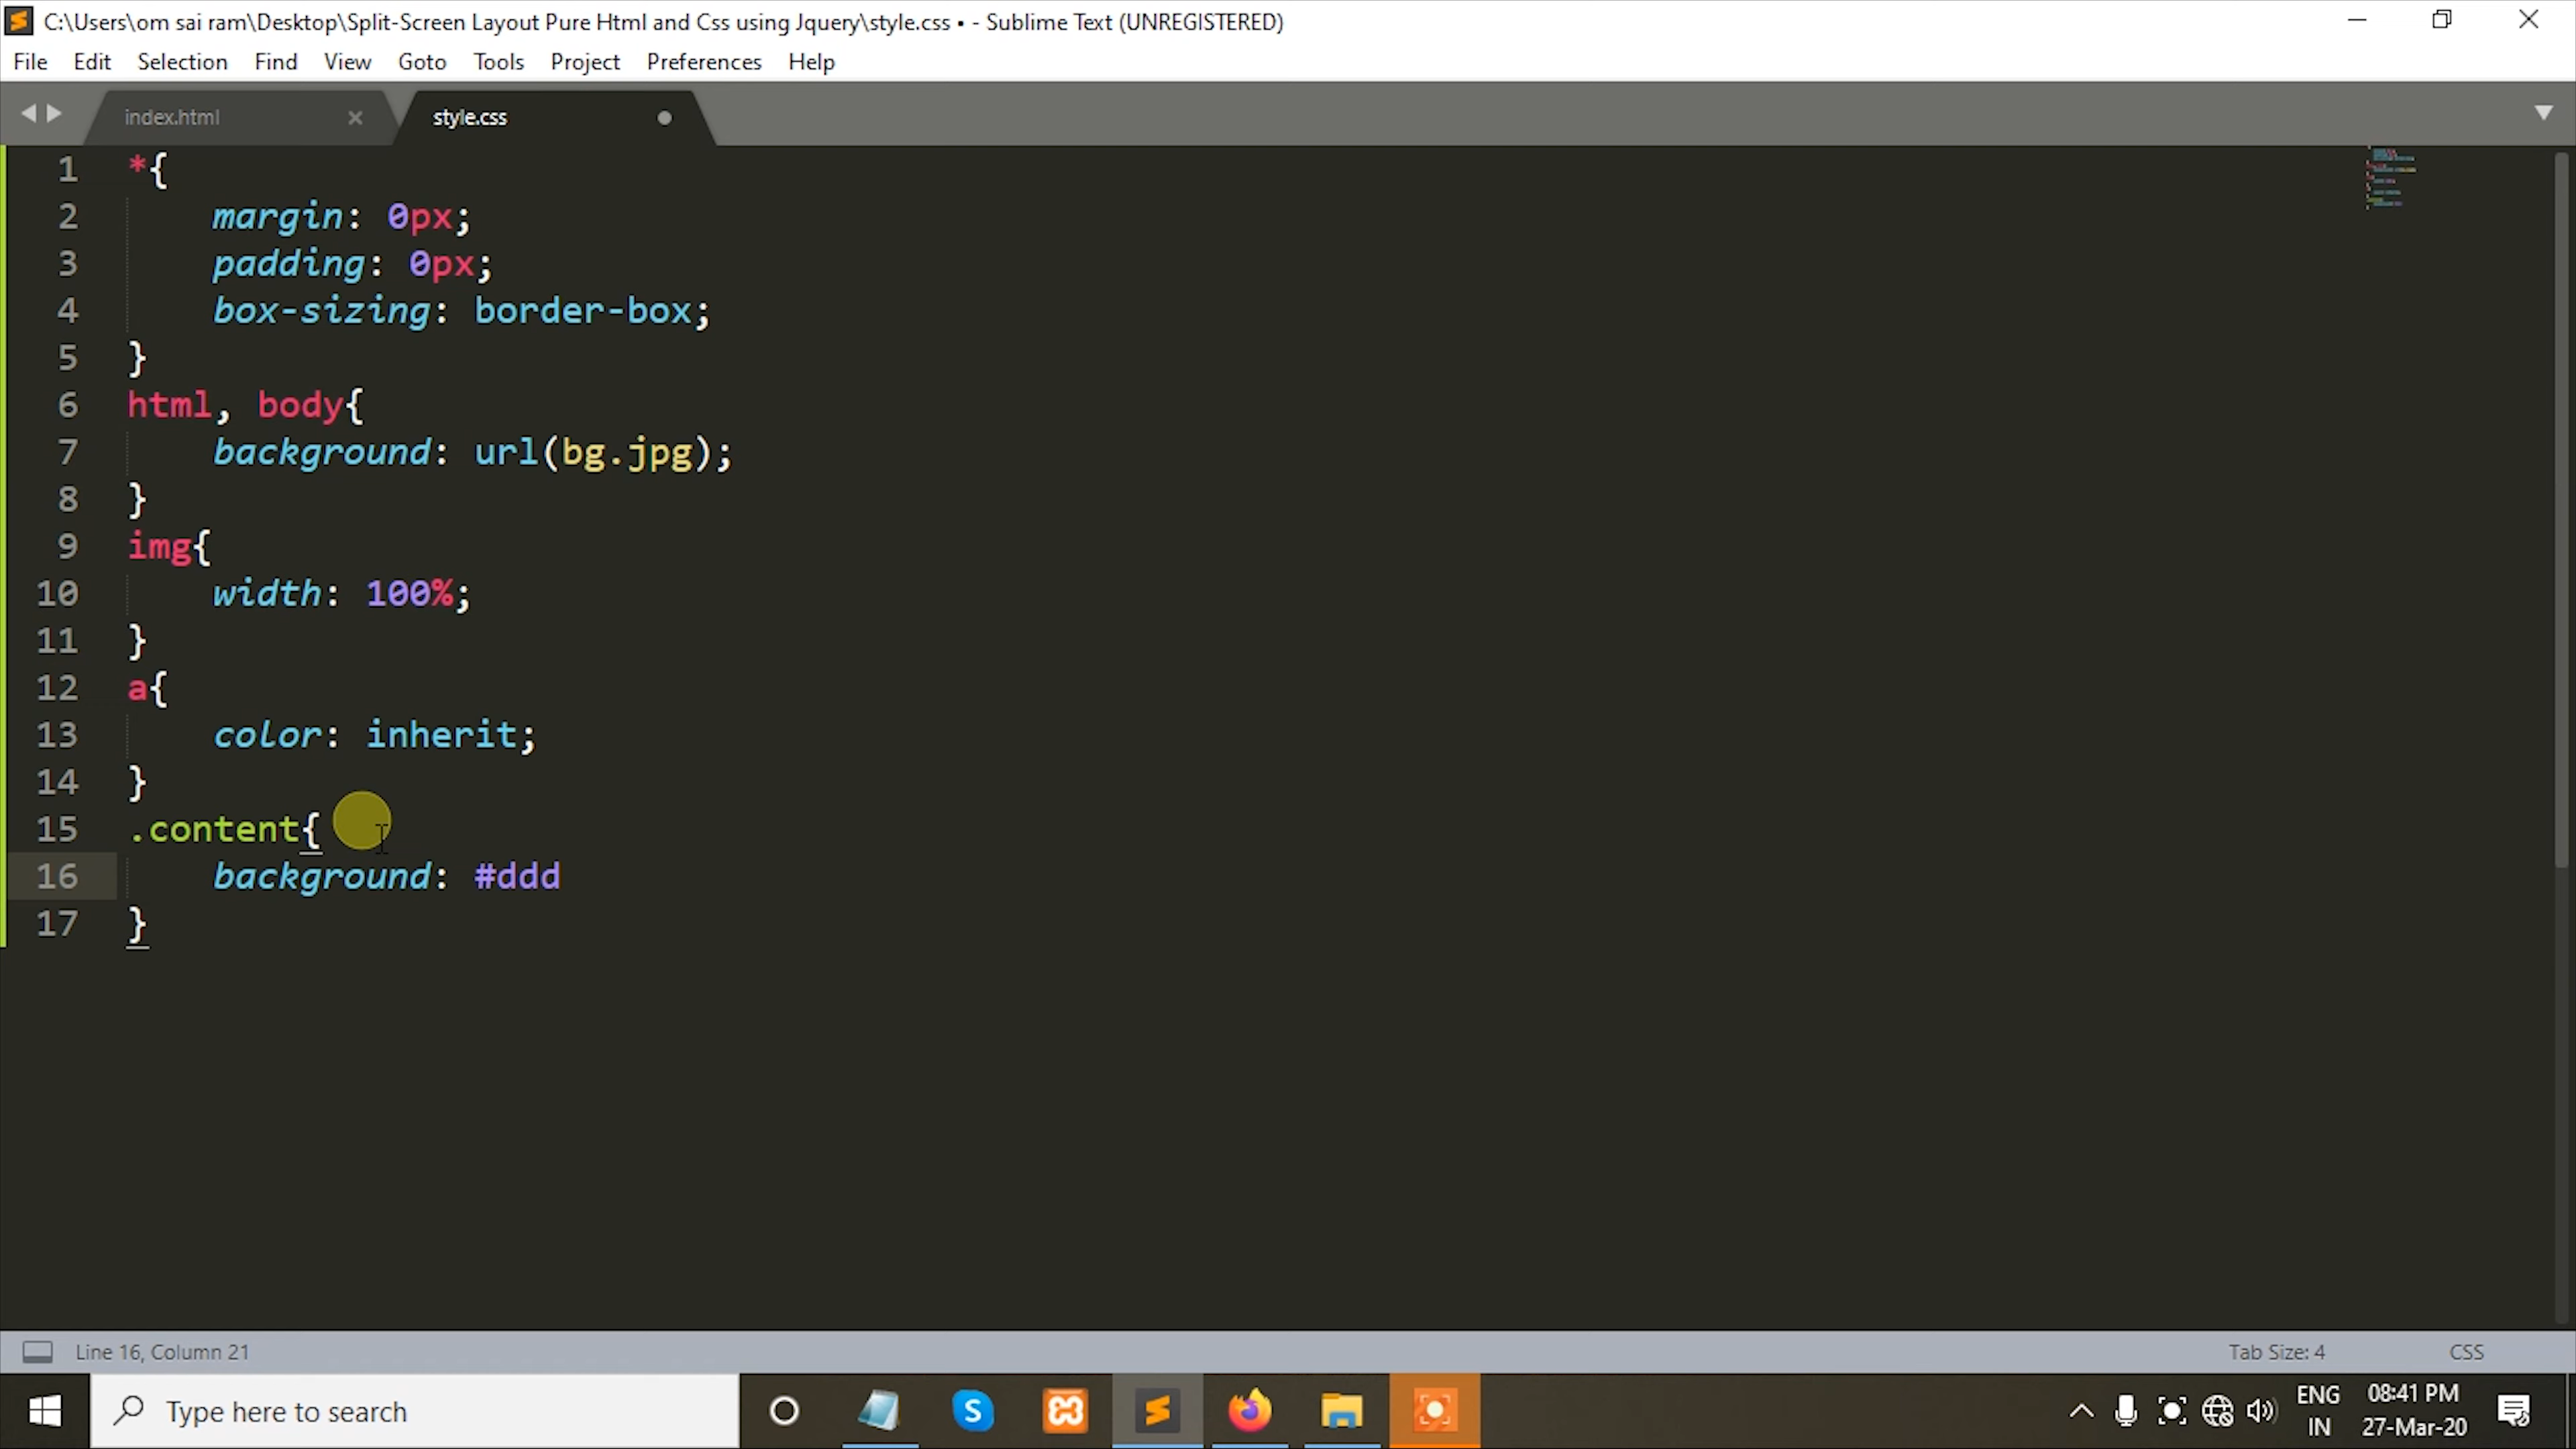 C:\Users\om sai ram\Desktop\Split-Screen Layout Pure Html and Css using Jquery\style.css • - Sublime Text (UNREGISTERED)
File Edit Selection Find View Goto Tools Project Preferences Help
index.html style.css
1 *{
2 margin: 0px;
3 padding: 0px;
4 box-sizing: border-box;
5 }
6 html, body{
7 background: url(bg.jpg);
8 }
9 img{
10 width: 100%;
11 }
12 a{
13 color: inherit;
14 }
15 .content{
16 background: #ddd
17 }
Line 16, Column 21 Tab Size: 4 CSS
Type here to search
ENG 08:41 PM
IN 27-Mar-20